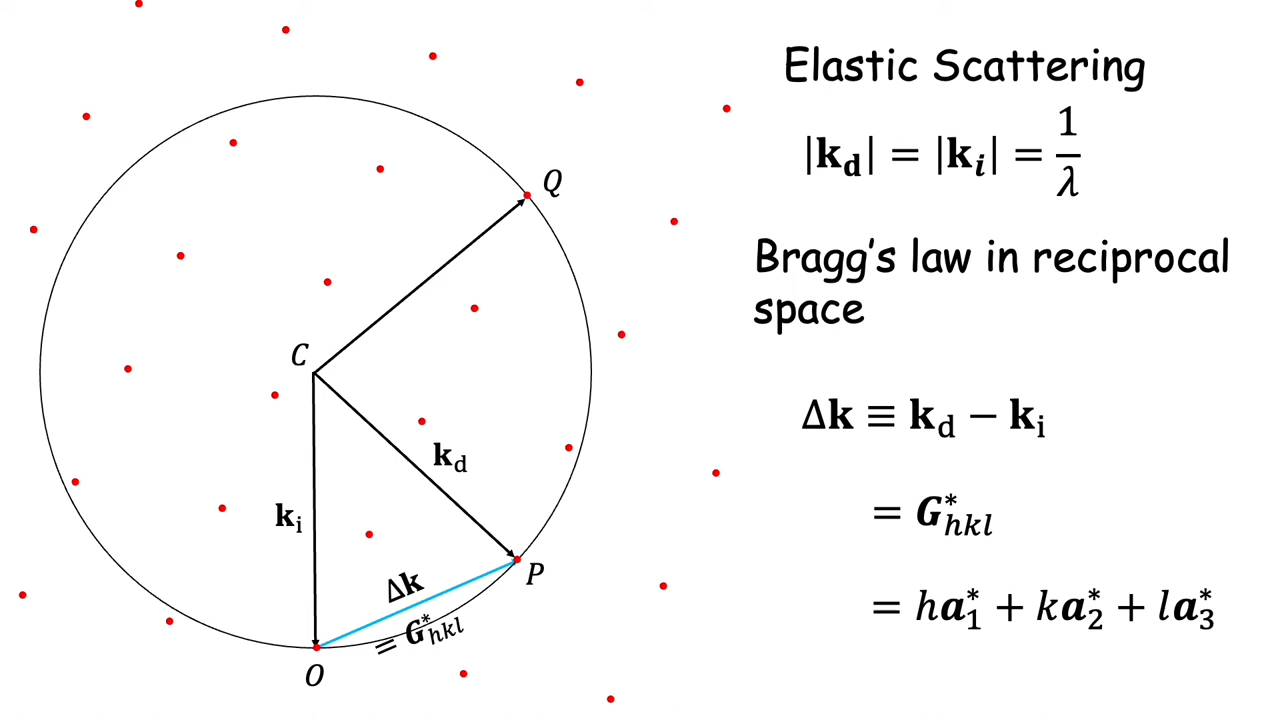 Elastic Scattering
|𝐤_d| = |𝐤_i| = 1/λ
Bragg's law in reciprocal
space
Δ𝐤 ≡ 𝐤_d − 𝐤_i
= 𝑮*_hkl
= h𝒂*_1 + k𝒂*_2 + l𝒂*_3
Q
C
𝐤_d
𝐤_i
P
Δ𝐤
= 𝑮*_hkl
O